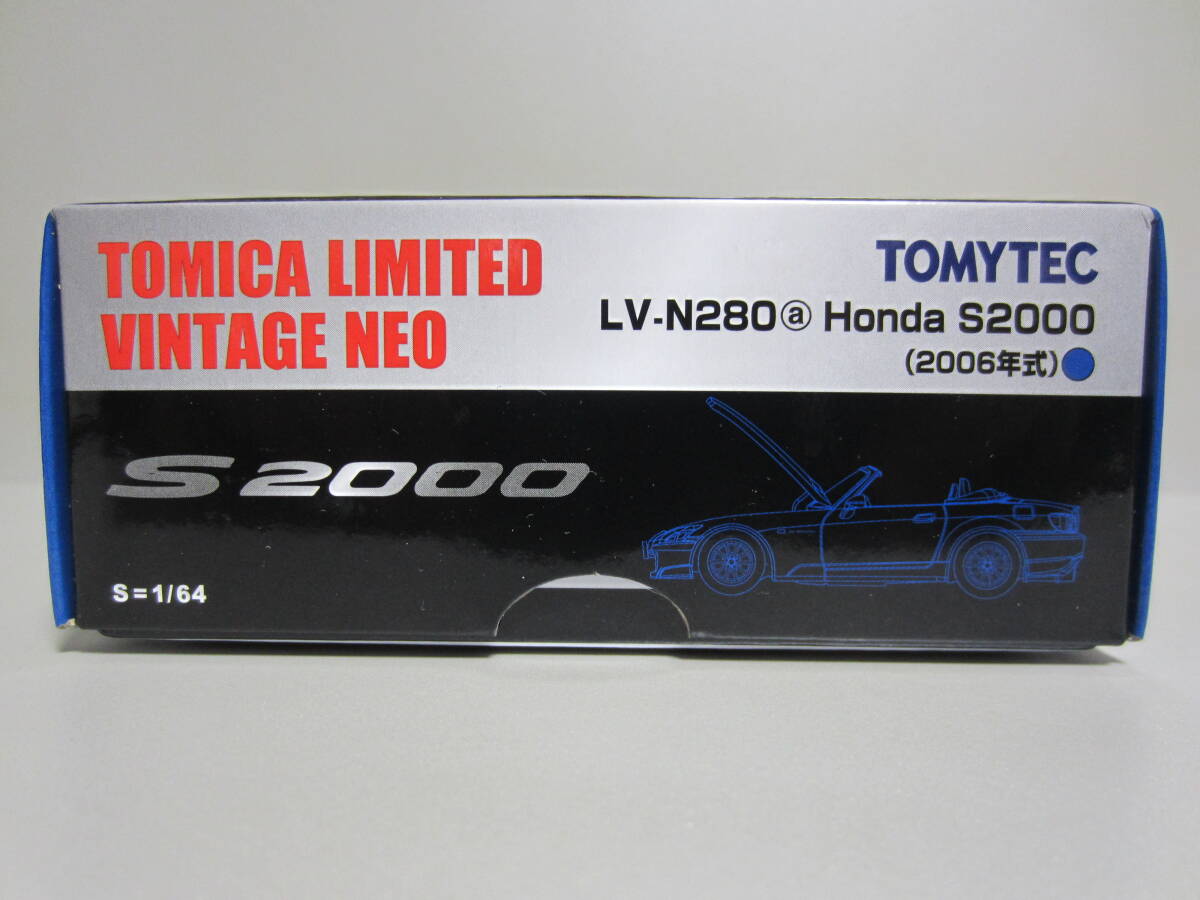 TOMICA LIMITED
VINTAGE NEO
TOMYTEC
LV-N280ⓐ Honda S2000
(2006年式)
S2000
S=1/64